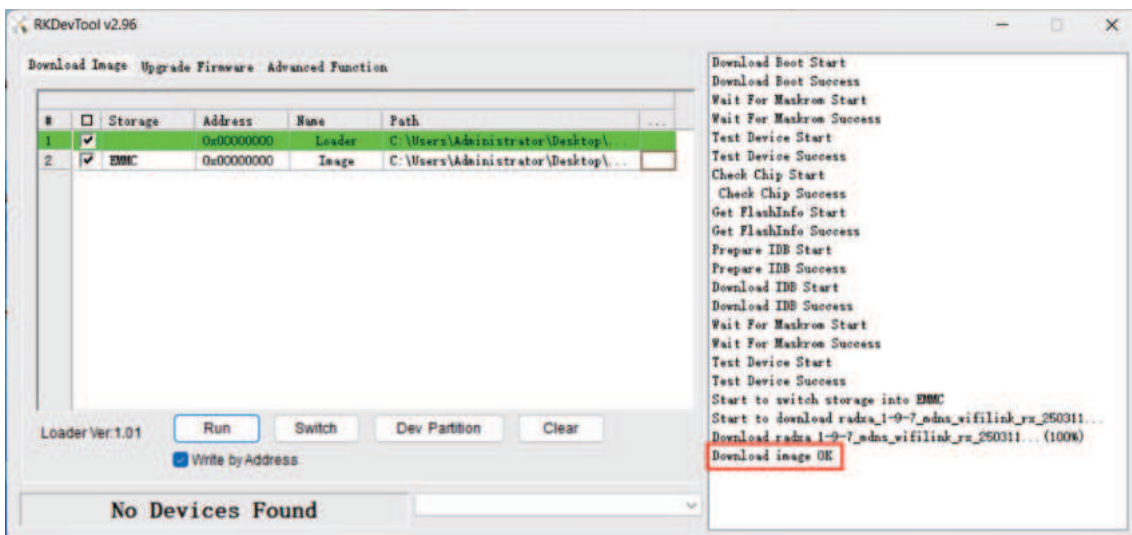 RKDevTool v2.96
Download Image Upgrade Firmware Advanced Function
# Storage Address Name Path ...
1 0x00000000 Loader C:\Users\Administrator\Desktop\...
2 EMMC 0x00000000 Image C:\Users\Administrator\Desktop\...
Loader Ver:1.01 Run Switch Dev Partition Clear
Write by Address
No Devices Found
Download Boot Start
Download Boot Success
Wait For Maskrom Start
Wait For Maskrom Success
Test Device Start
Test Device Success
Check Chip Start
Check Chip Success
Get FlashInfo Start
Get FlashInfo Success
Prepare IDB Start
Prepare IDB Success
Download IDB Start
Download IDB Success
Wait For Maskrom Start
Wait For Maskrom Success
Test Device Start
Test Device Success
Start to switch storage into EMMC
Start to download radxa_1-9-7_mdns_wifilink_rx_250311...
Download radxa_1-9-7_mdns_wifilink_rx_250311... (100%)
Download image OK